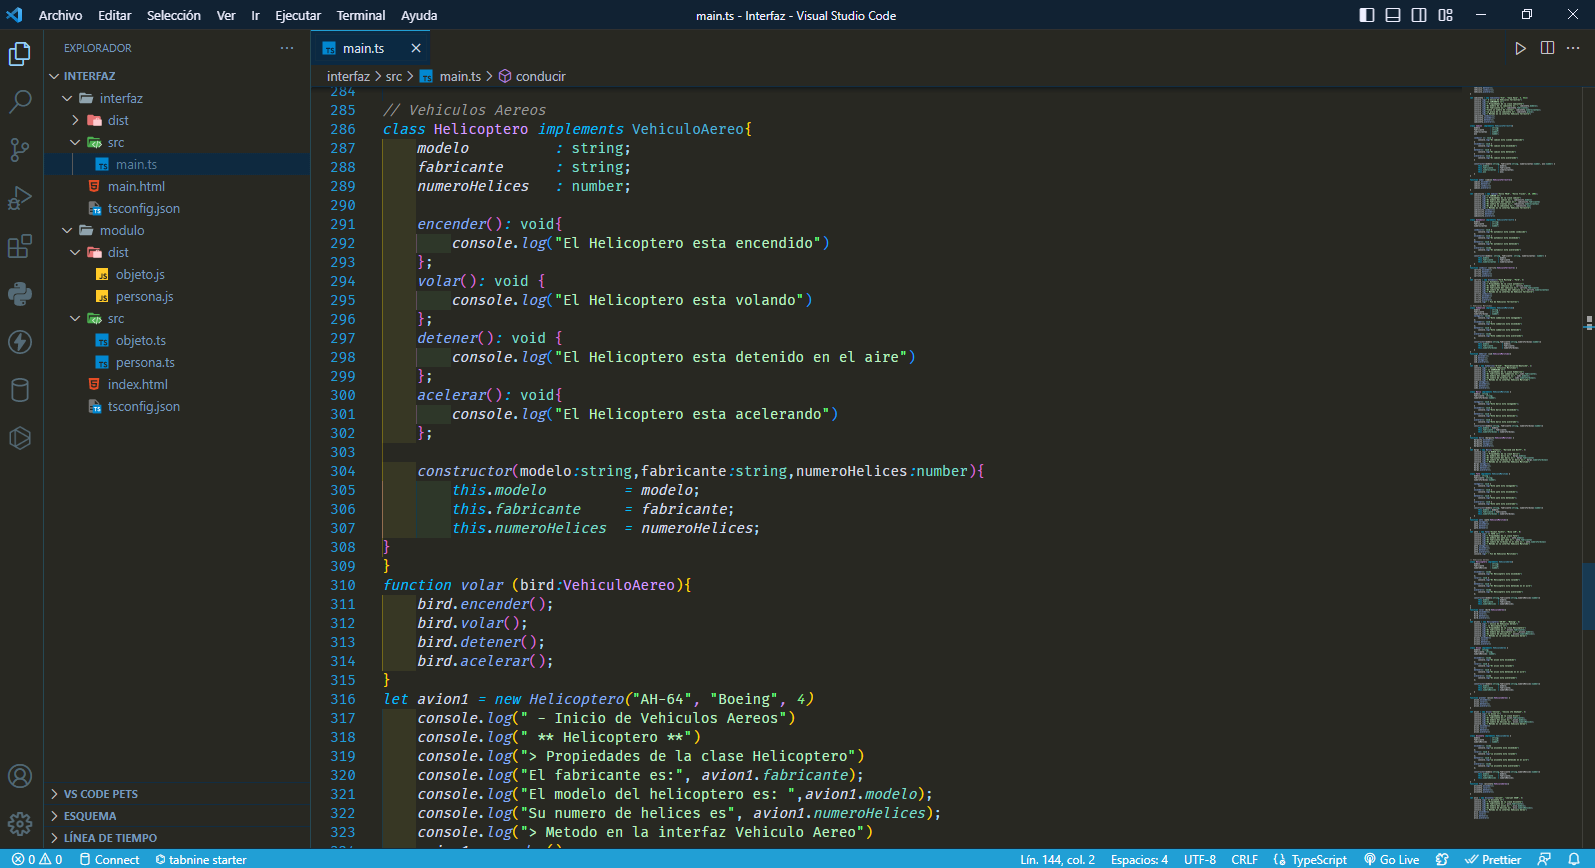 Archivo Editar Selección Ver Ir Ejecutar Terminal Ayuda
main.ts - Interfaz - Visual Studio Code
EXPLORADOR
INTERFAZ
interfaz
dist
src
main.ts
main.html
tsconfig.json
modulo
dist
objeto.js
persona.js
src
objeto.ts
persona.ts
index.html
tsconfig.json
VS CODE PETS
ESQUEMA
LÍNEA DE TIEMPO
main.ts
interfaz > src > main.ts > conducir
284
285 // Vehiculos Aereos
286 class Helicoptero implements VehiculoAereo{
287     modelo          : string;
288     fabricante      : string;
289     numeroHelices   : number;
290
291     encender(): void{
292         console.log("El Helicoptero esta encendido")
293     };
294     volar(): void {
295         console.log("El Helicoptero esta volando")
296     };
297     detener(): void {
298         console.log("El Helicoptero esta detenido en el aire")
299     };
300     acelerar(): void{
301         console.log("El Helicoptero esta acelerando")
302     };
303
304     constructor(modelo:string,fabricante:string,numeroHelices:number){
305         this.modelo         = modelo;
306         this.fabricante     = fabricante;
307         this.numeroHelices  = numeroHelices;
308 }
309 }
310 function volar (bird:VehiculoAereo){
311     bird.encender();
312     bird.volar();
313     bird.detener();
314     bird.acelerar();
315 }
316 let avion1 = new Helicoptero("AH-64", "Boeing", 4)
317     console.log(" - Inicio de Vehiculos Aereos")
318     console.log(" ** Helicoptero **")
319     console.log("> Propiedades de la clase Helicoptero")
320     console.log("El fabricante es:", avion1.fabricante);
321     console.log("El modelo del helicoptero es: ",avion1.modelo);
322     console.log("Su numero de helices es", avion1.numeroHelices);
323     console.log("> Metodo en la interfaz Vehiculo Aereo")
0 0 Connect tabnine starter
Lín. 144, col. 2 Espacios: 4 UTF-8 CRLF TypeScript Go Live Prettier